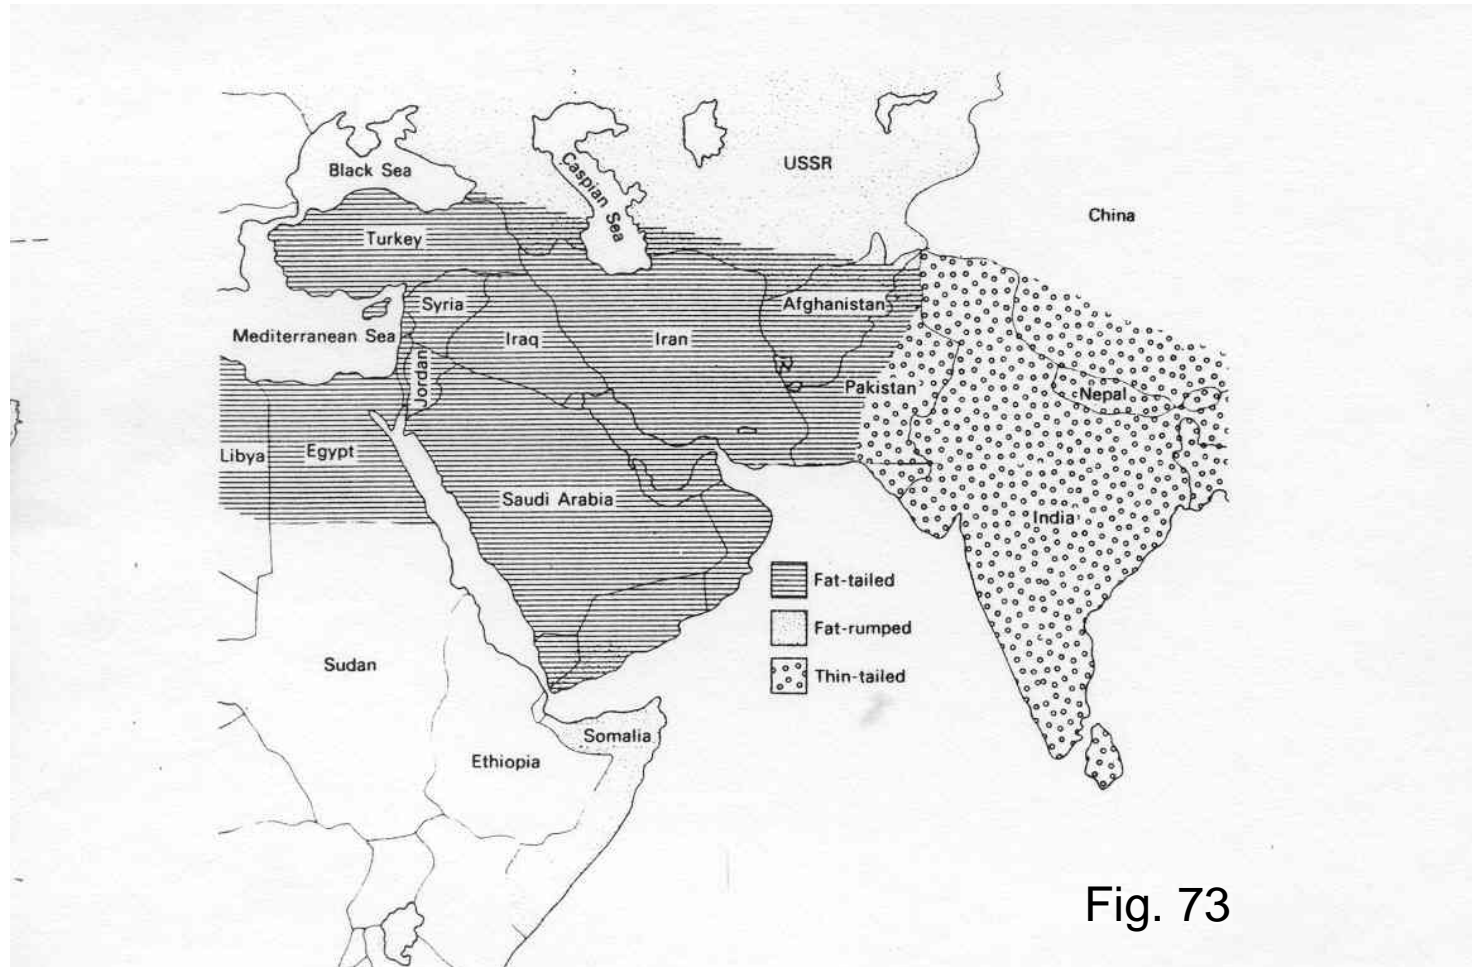 Black Sea
Caspian Sea
USSR
China
Turkey
Syria
Afghanistan
Mediterranean Sea
Iraq
Iran
Jordan
Pakistan
Nepal
Libya
Egypt
Saudi Arabia
India
Fat-tailed
Fat-rumped
Thin-tailed
Sudan
Somalia
Ethiopia
Fig. 73